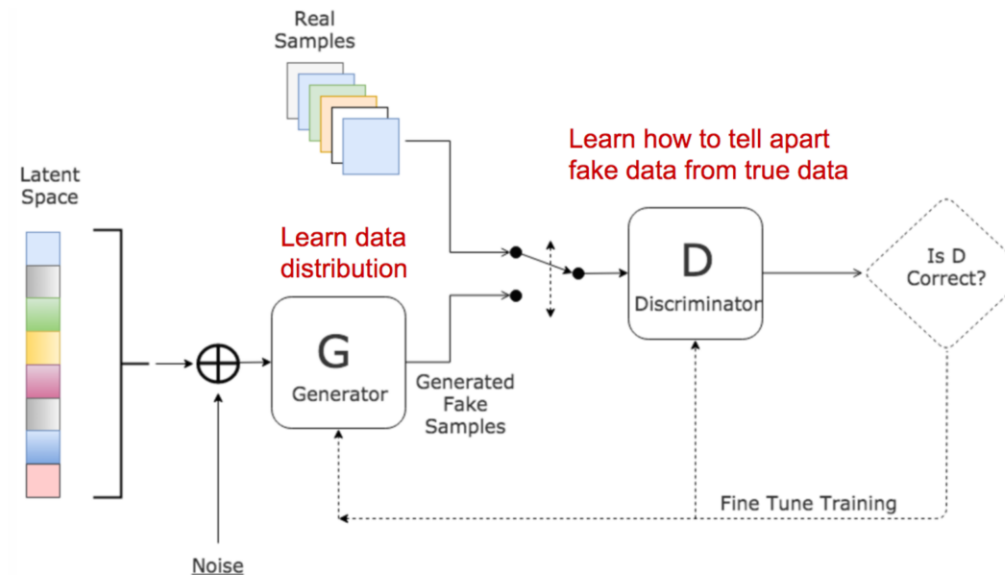 Real
Samples
Learn how to tell apart
fake data from true data
Latent
Space
Learn data
distribution
D
Discriminator
Is D
Correct?
G
Generator
Generated
Fake
Samples
Fine Tune Training
Noise